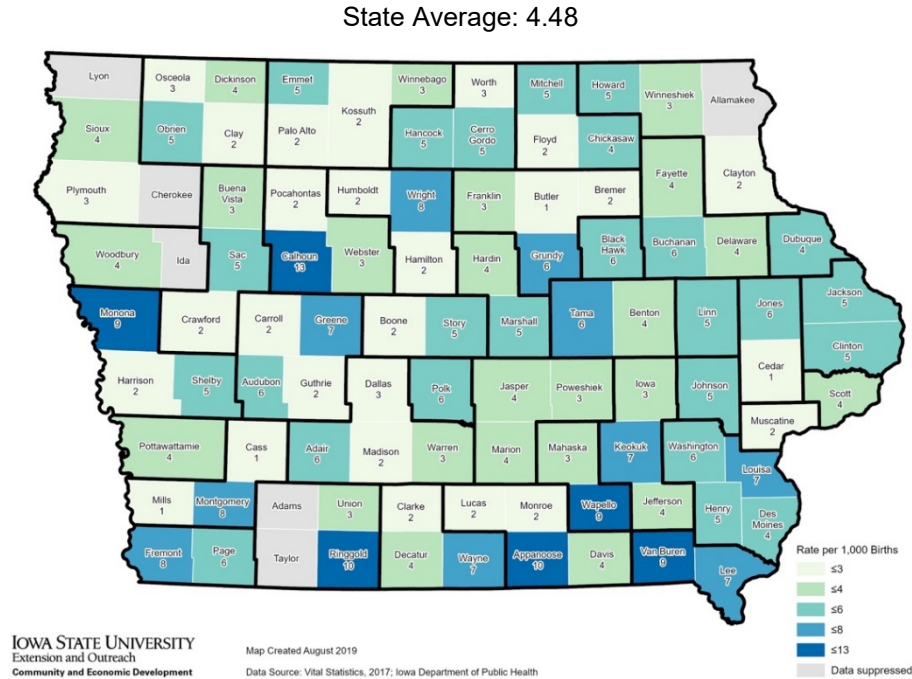 State Average: 4.48
Lyon
Osceola
3
Dickinson
4
Emmet
5
Kossuth
2
Winnebago
3
Worth
3
Mitchell
5
Howard
5
Winneshiek
3
Allamakee
Sioux
4
Obrien
5
Clay
2
Palo Alto
2
Hancock
5
Cerro
Gordo
5
Floyd
2
Chickasaw
4
Fayette
4
Clayton
2
Plymouth
3
Cherokee
Buena
Vista
3
Pocahontas
2
Humboldt
2
Wright
8
Franklin
3
Butler
1
Bremer
2
Woodbury
4
Ida
Sac
5
Calhoun
13
Webster
3
Hamilton
2
Hardin
4
Grundy
6
Black
Hawk
6
Buchanan
6
Delaware
4
Dubuque
4
Monona
9
Crawford
2
Carroll
2
Greene
7
Boone
2
Story
5
Marshall
5
Tama
6
Benton
4
Linn
5
Jones
6
Jackson
5
Clinton
5
Harrison
2
Shelby
5
Audubon
6
Guthrie
2
Dallas
3
Polk
6
Jasper
4
Poweshiek
3
Iowa
3
Johnson
5
Cedar
1
Scott
4
Muscatine
2
Pottawattamie
4
Cass
1
Adair
6
Madison
2
Warren
3
Marion
4
Mahaska
3
Keokuk
7
Washington
6
Louisa
7
Mills
1
Montgomery
8
Adams
Union
3
Clarke
2
Lucas
2
Monroe
2
Wapello
9
Jefferson
4
Henry
5
Des
Moines
4
Fremont
8
Page
6
Taylor
Ringgold
10
Decatur
4
Wayne
7
Appanoose
10
Davis
4
Van Buren
9
Lee
7
Rate per 1,000 Births
≤3
≤4
≤6
≤8
≤13
Data suppressed
IOWA STATE UNIVERSITY
Extension and Outreach
Community and Economic Development
Map Created August 2019
Data Source: Vital Statistics, 2017; Iowa Department of Public Health